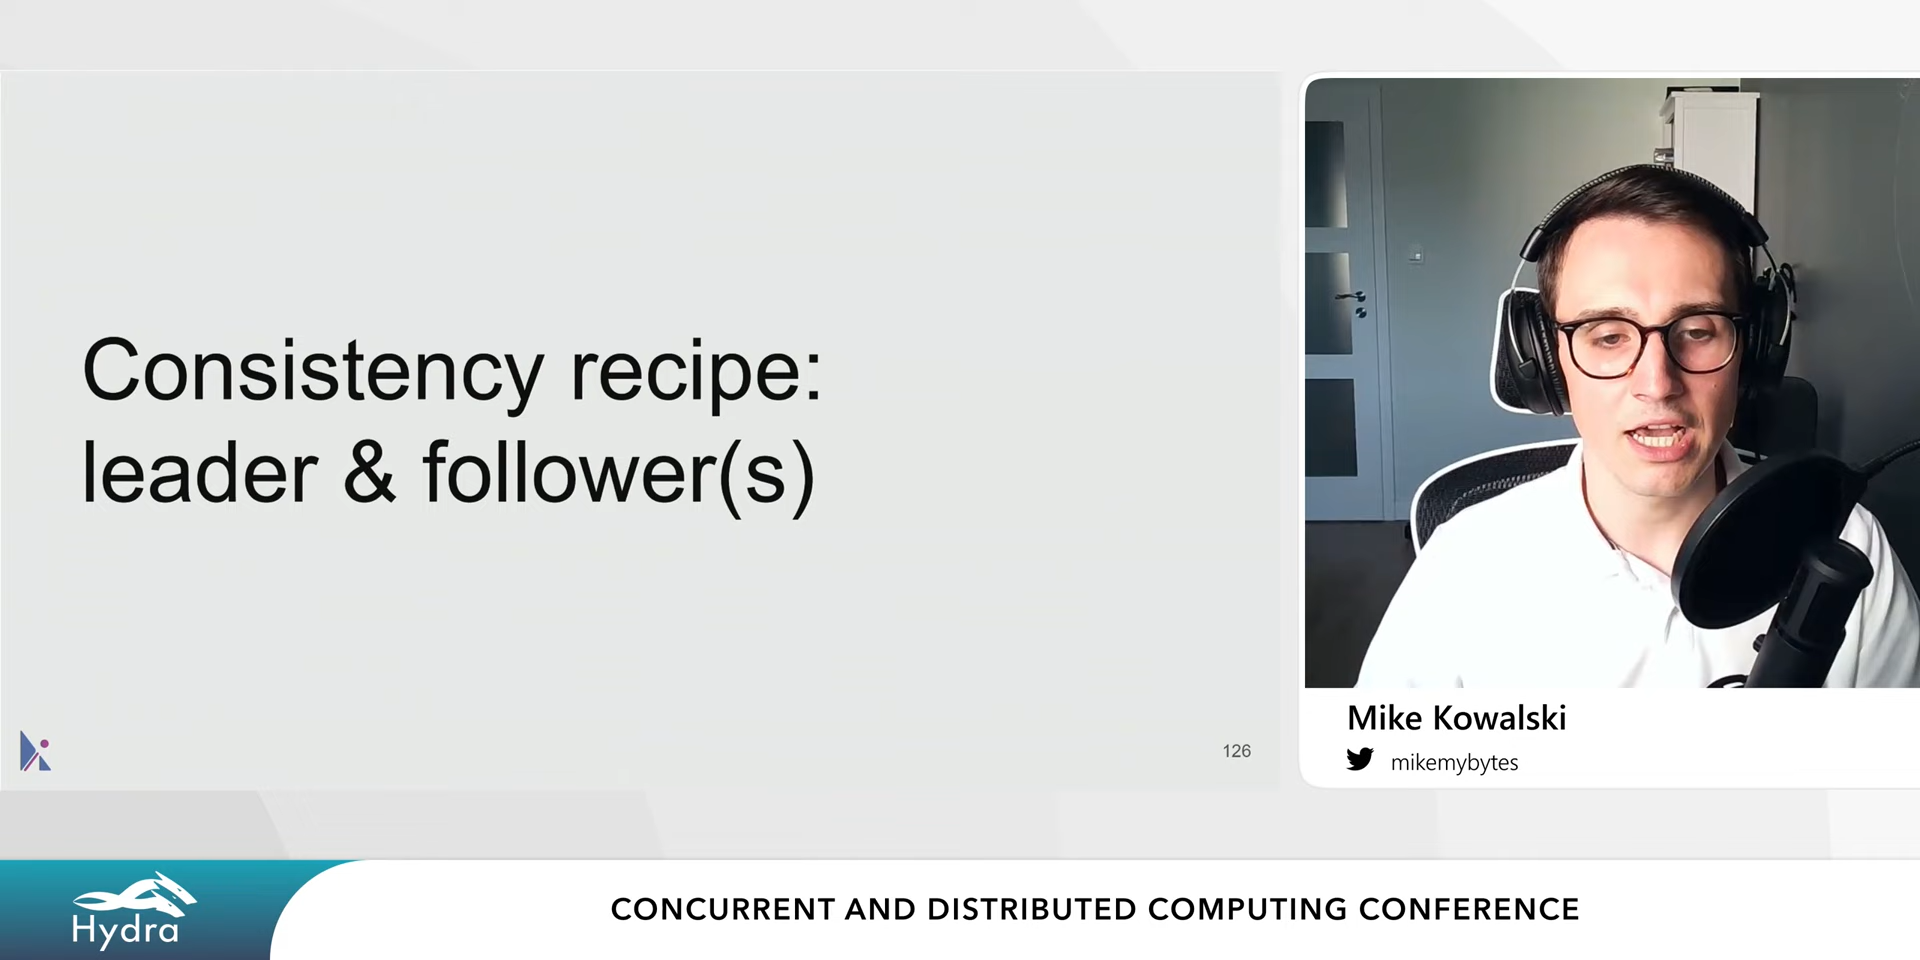 Consistency recipe:
leader & follower(s)
126
Mike Kowalski
mikemybytes
Hydra
CONCURRENT AND DISTRIBUTED COMPUTING CONFERENCE